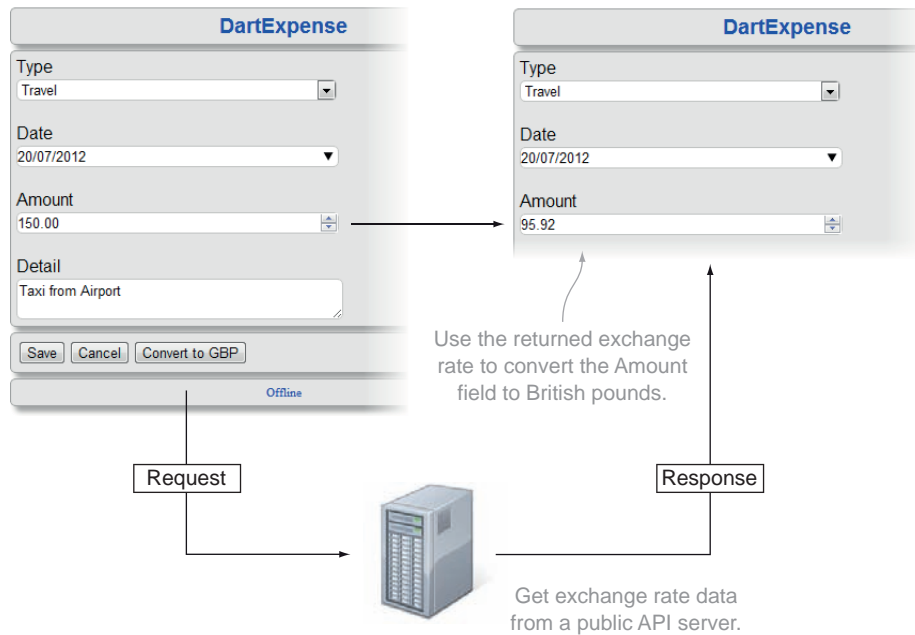 DartExpense
Type
Travel
Date
20/07/2012
Amount
150.00
Detail
Taxi from Airport
Save Cancel Convert to GBP
Offline
DartExpense
Type
Travel
Date
20/07/2012
Amount
95.92
Use the returned exchange
rate to convert the Amount
field to British pounds.
Request
Response
Get exchange rate data
from a public API server.